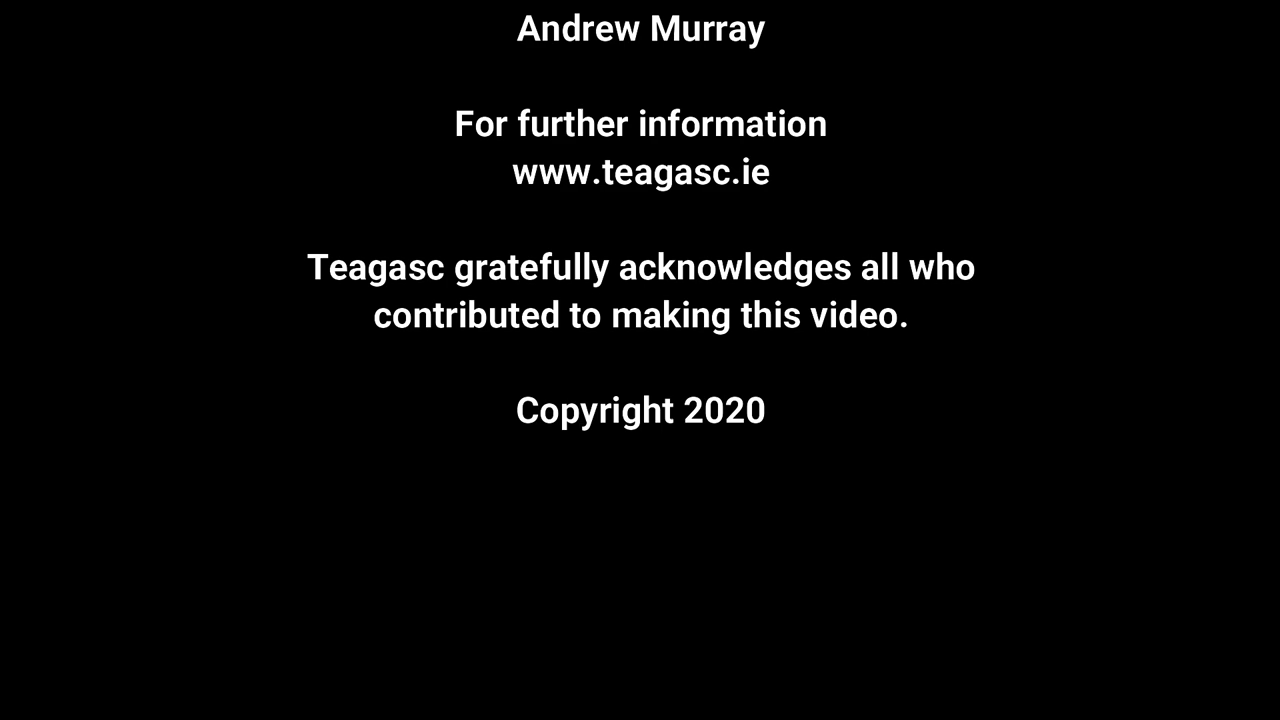 Andrew Murray
For further information
www.teagasc.ie
Teagasc gratefully acknowledges all who
contributed to making this video.
Copyright 2020